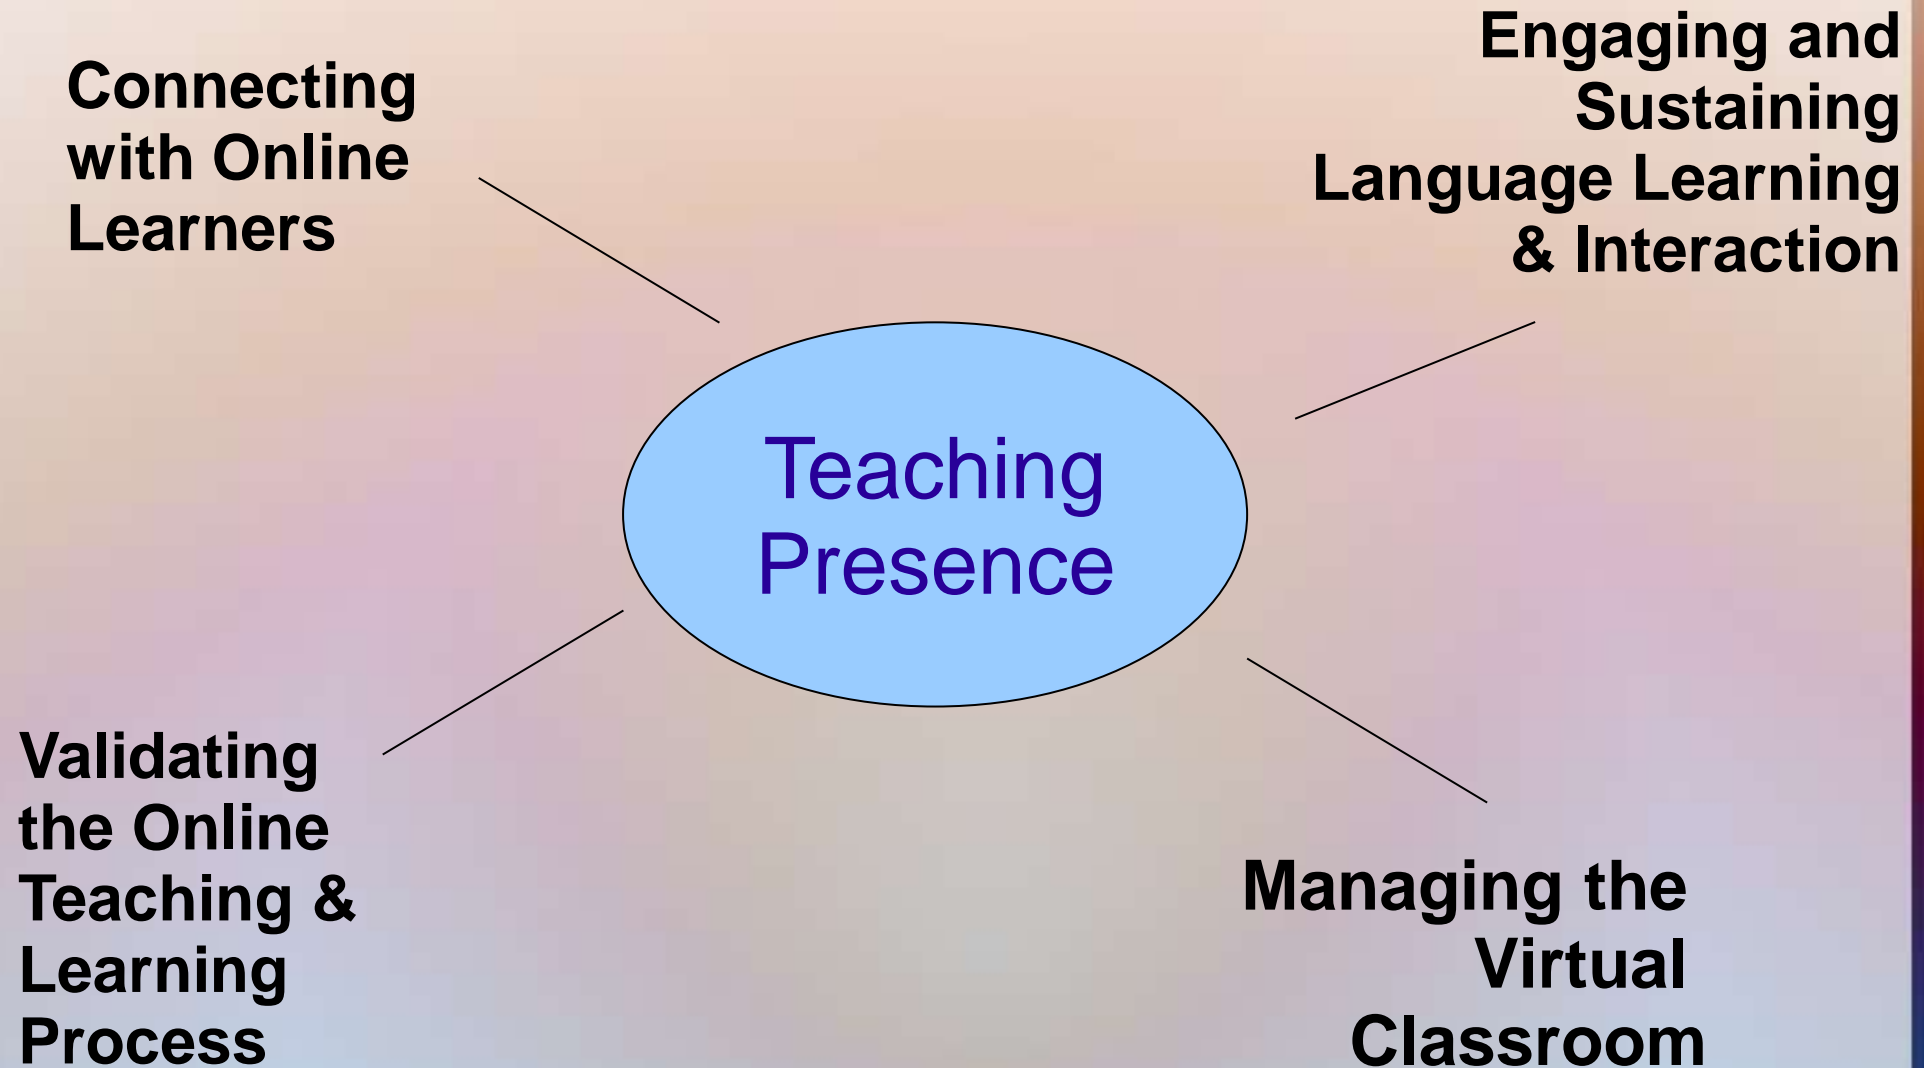 Connecting
with Online
Learners
Engaging and
Sustaining
Language Learning
& Interaction
Teaching
Presence
Validating
the Online
Teaching &
Learning
Process
Managing the
Virtual
Classroom